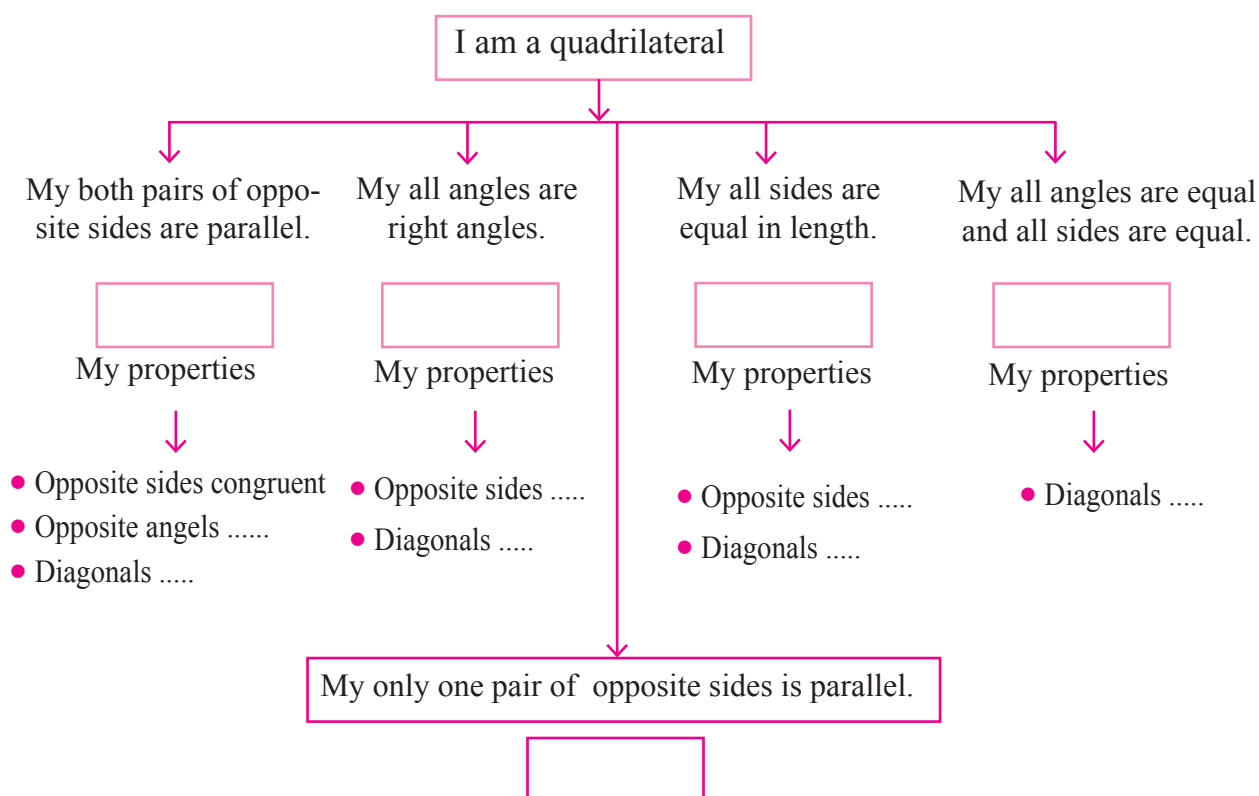 I am a quadrilateral
My both pairs of oppo-
site sides are parallel.
My all angles are
right angles.
My all sides are
equal in length.
My all angles are equal
and all sides are equal.
My properties
My properties
My properties
My properties
• Opposite sides congruent
• Opposite angels ......
• Diagonals .....
• Opposite sides .....
• Diagonals .....
• Opposite sides .....
• Diagonals .....
• Diagonals .....
My only one pair of opposite sides is parallel.